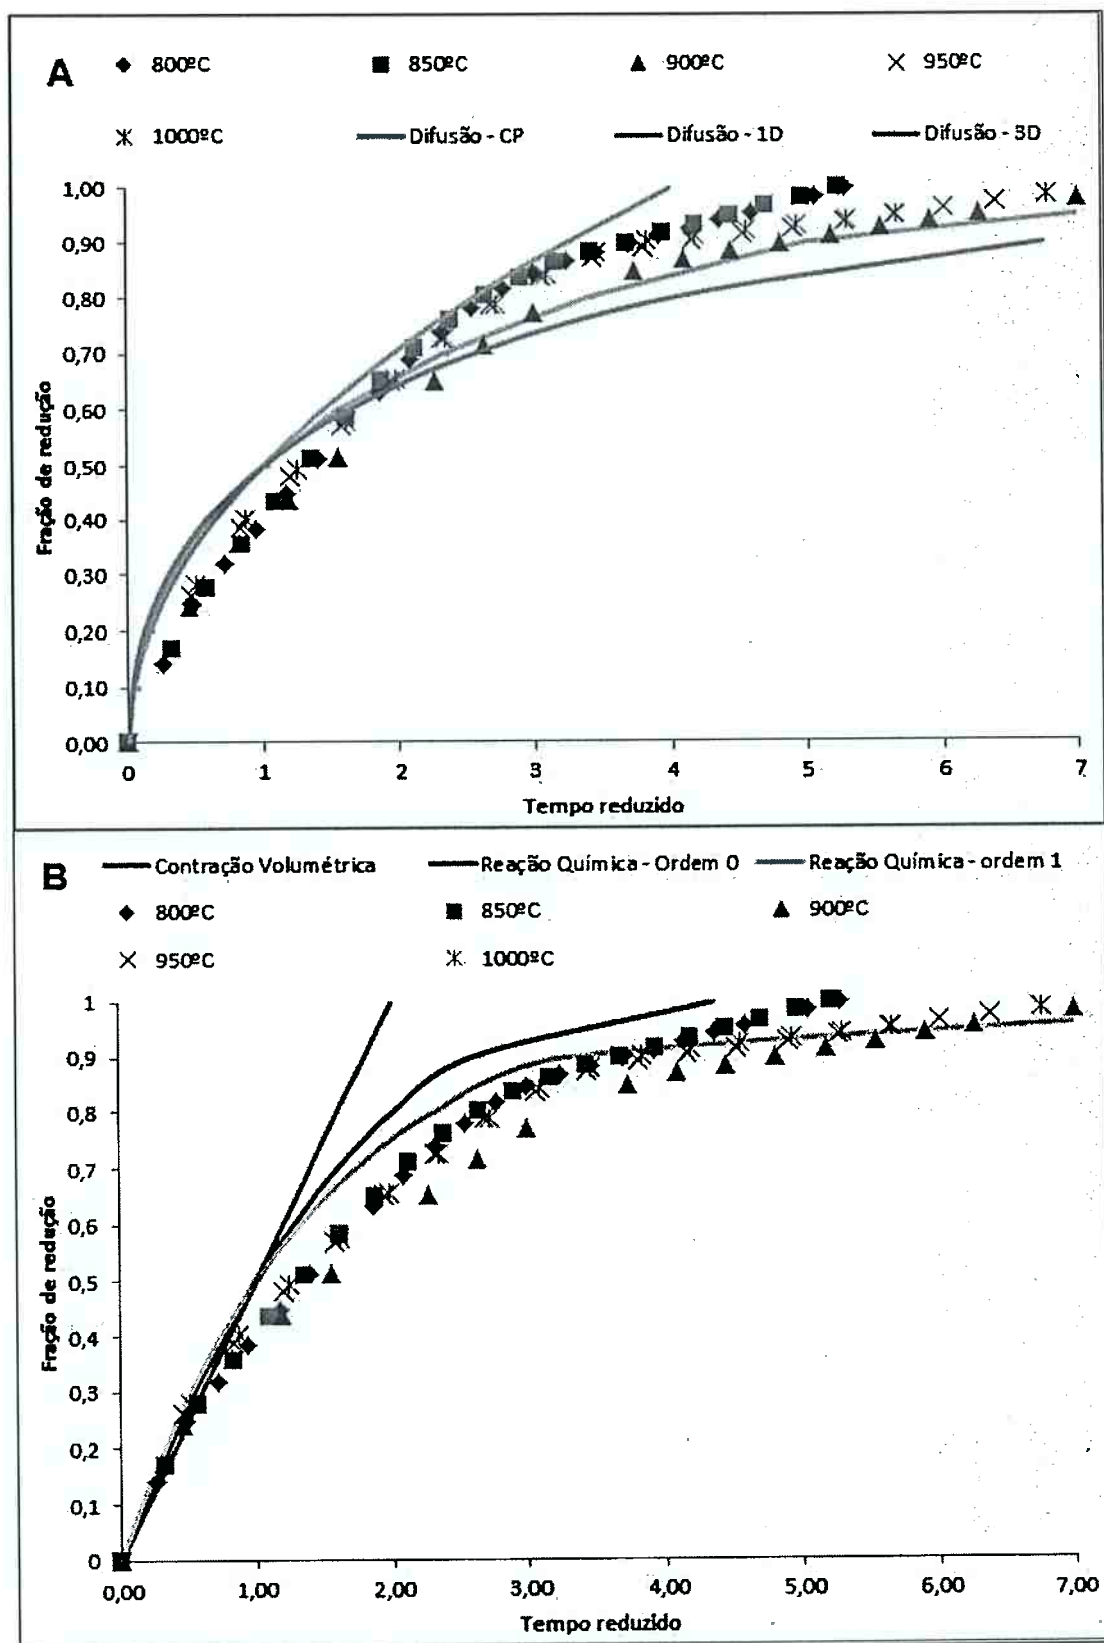 A 800ºC 850ºC 900ºC 950ºC
1000ºC Difusão - CP Difusão - 1D Difusão - 3D
1,00
0,90
0,80
0,70
0,60
0,50
0,40
0,30
0,20
0,10
0,00
Fração de redução
0 1 2 3 4 5 6 7
Tempo reduzido
B Contração Volumétrica Reação Química - Ordem 0 Reação Química - ordem 1
800ºC 850ºC 900ºC
950ºC 1000ºC
1
0,9
0,8
0,7
0,6
0,5
0,4
0,3
0,2
0,1
0
Fração de redução
0,00 1,00 2,00 3,00 4,00 5,00 6,00 7,00
Tempo reduzido